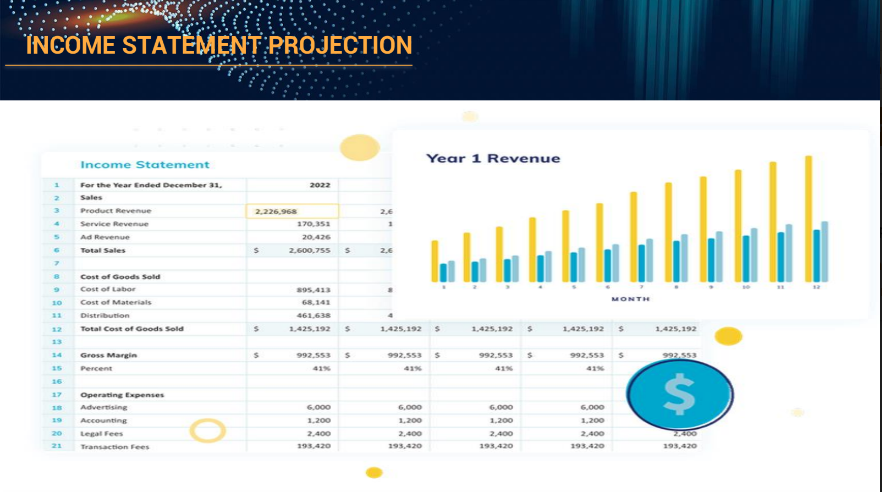 INCOME STATEMENT PROJECTION
Income Statement
1 For the Year Ended December 31, 2022
2 Sales
3 Product Revenue 2,226,968 2,6
4 Service Revenue 170,351 1
5 Ad Revenue 20,426
6 Total Sales $ 2,600,755 $ 2,6
7
8 Cost of Goods Sold
9 Cost of Labor 895,413 8
10 Cost of Materials 68,141
11 Distribution 461,638 4
12 Total Cost of Goods Sold $ 1,425,192 $ 1,425,192 $ 1,425,192 $ 1,425,192 $ 1,425,192
13
14 Gross Margin $ 992,553 $ 992,553 $ 992,553 $ 992,553 $ 992,553
15 Percent 41% 41% 41% 41% 41%
16
17 Operating Expenses
18 Advertising 6,000 6,000 6,000 6,000
19 Accounting 1,200 1,200 1,200 1,200
20 Legal Fees 2,400 2,400 2,400 2,400 2,400
21 Transaction Fees 193,420 193,420 193,420 193,420 193,420
Year 1 Revenue
1 2 3 4 5 6 7 8 9 10 11 12
MONTH
$